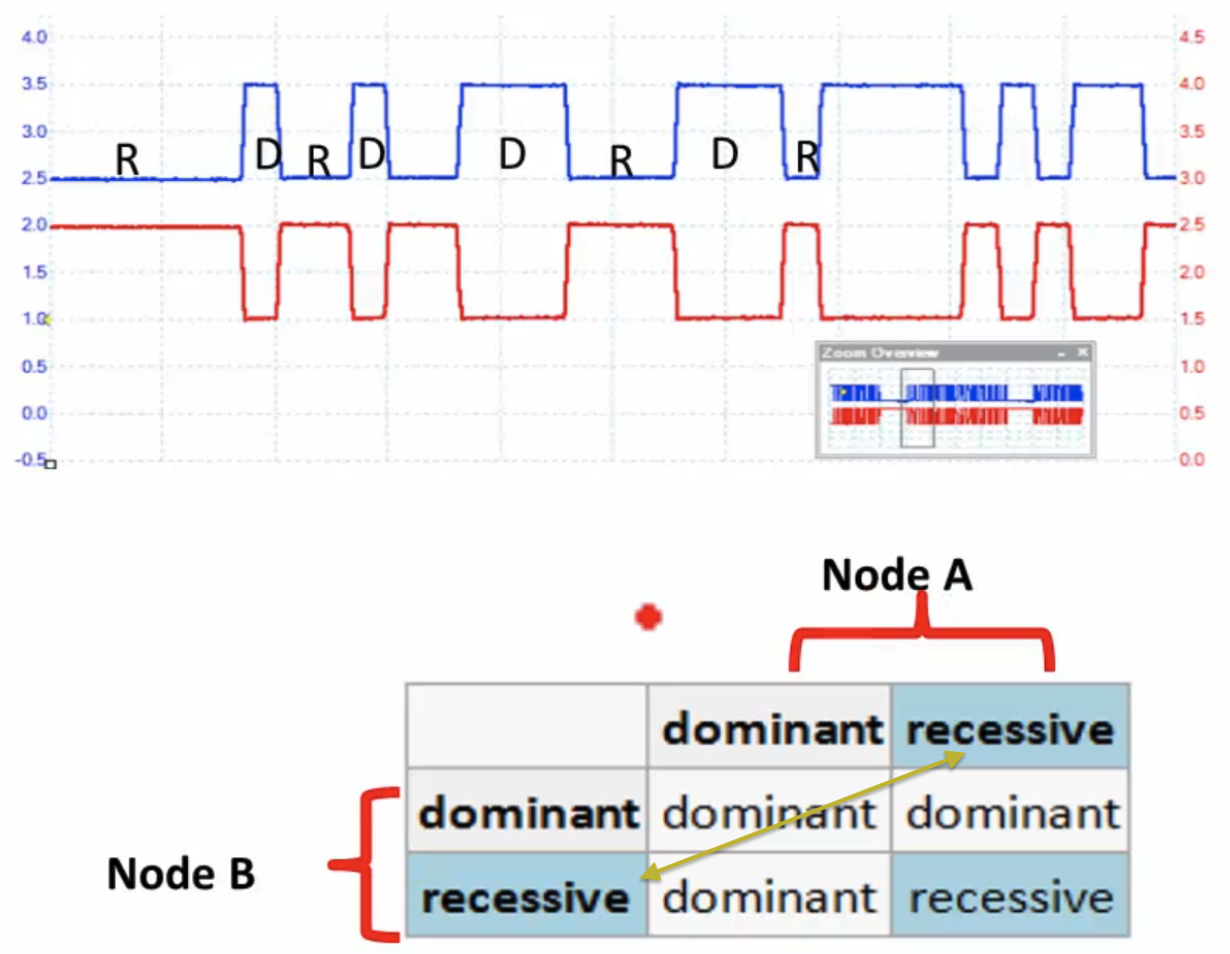 4.0 4.5
3.5 4.0
3.0 3.5
R D R D D R D R
2.5 3.0
2.0 2.5
1.5 2.0
1.0 1.5
Zoom Overview
0.5 1.0
0.0 0.5
-0.5 0.0
Node A
dominant recessive
dominant dominant dominant
Node B
recessive dominant recessive